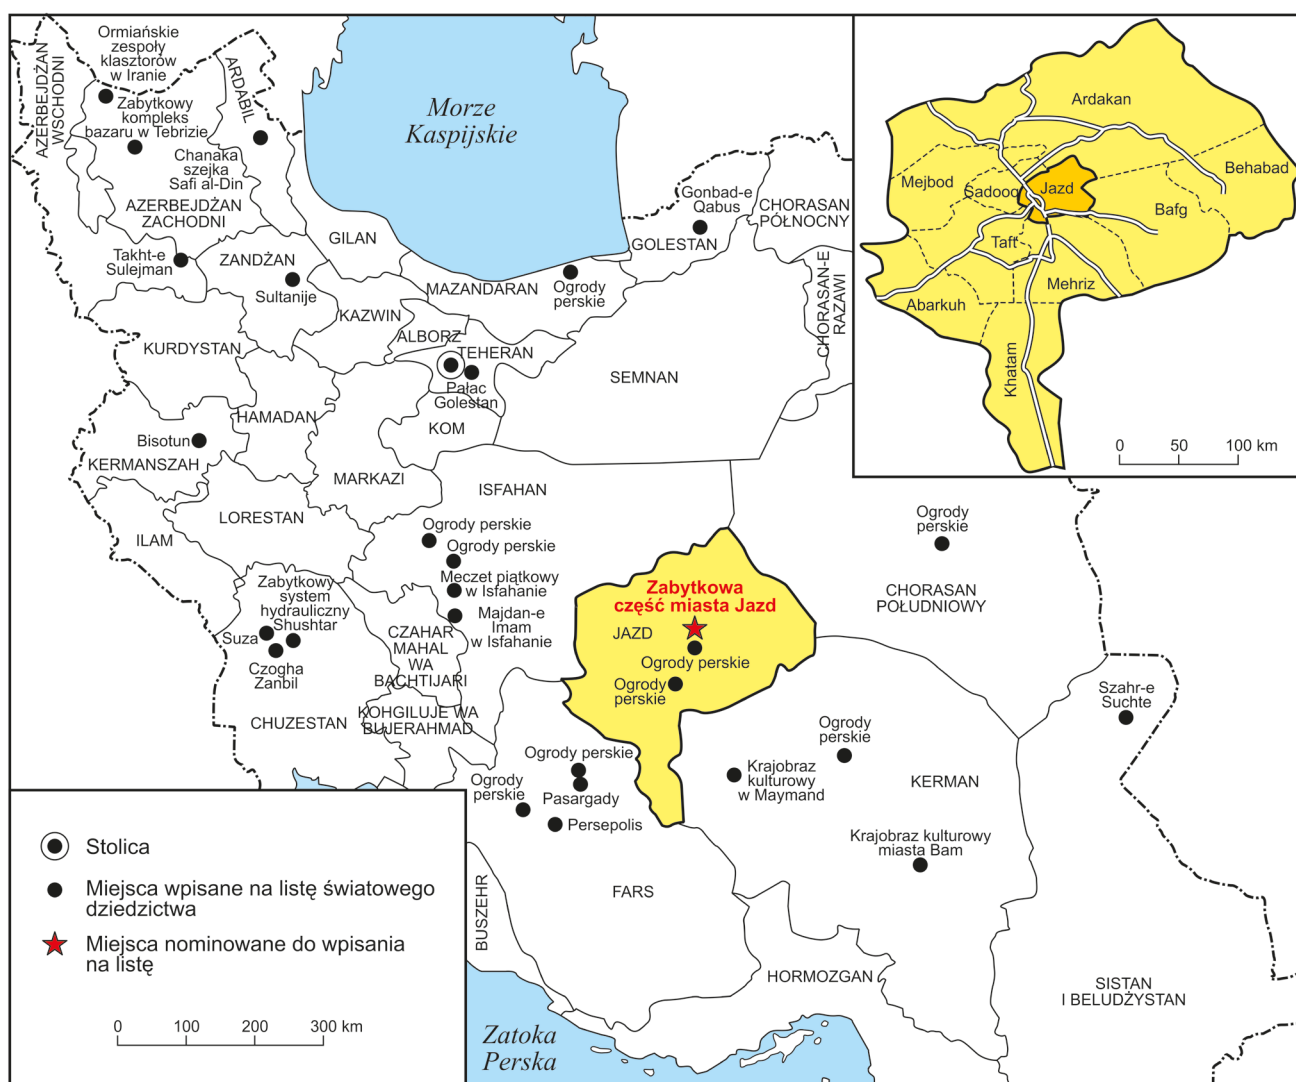 Ormiańskie
zespoły
klasztorów
w Iranie
AZERBEJDŻAN
WSCHODNI
ARDABIL
Zabytkowy
kompleks
bazaru w Tebrizie
Chanaka
szejka
Safi al-Din
AZERBEJDŻAN
ZACHODNI
Takht-e
Sulejman
ZANDŻAN
Sultanije
GILAN
Morze
Kaspijskie
Gonbad-e
Qabus
GOLESTAN
CHORASAN
PÓŁNOCNY
CHORASAN-E
RAZAWI
MAZANDARAN
Ogrody
perskie
KAZWIN
ALBORZ
TEHERAN
Pałac
Golestan
KURDYSTAN
HAMADAN
KOM
SEMNAN
Bisotun
KERMANSZAH
MARKAZI
ISFAHAN
LORESTAN
ILAM
Ogrody perskie
Ogrody perskie
Meczet piątkowy
w Isfahanie
Majdan-e
Imam
w Isfahanie
Zabytkowy
system
hydrauliczny
Shushtar
Suza
Czogha
Zanbil
CZAHAR
MAHAL
WA
BACHTIJARI
CHUZESTAN
KOHGILUJE WA
BUJERAHMAD
Zabytkowa
część miasta Jazd
JAZD
Ogrody perskie
Ogrody
perskie
Ogrody
perskie
CHORASAN
POŁUDNIOWY
Szahr-e
Suchte
Ogrody perskie
Ogrody
perskie
Pasargady
Persepolis
Ogrody
perskie
Krajobraz
kulturowy
w Maymand
KERMAN
Krajobraz kulturowy
miasta Bam
FARS
BUSZEHR
HORMOZGAN
SISTAN
I BELUDŻYSTAN
Zatoka
Perska
Ardakan
Behabad
Mejbod
Sadooq
Jazd
Bafg
Taft
Mehriz
Abarkuh
Khatam
0 50 100 km
Stolica
Miejsca wpisane na listę światowego
dziedzictwa
Miejsca nominowane do wpisania
na listę
0 100 200 300 km